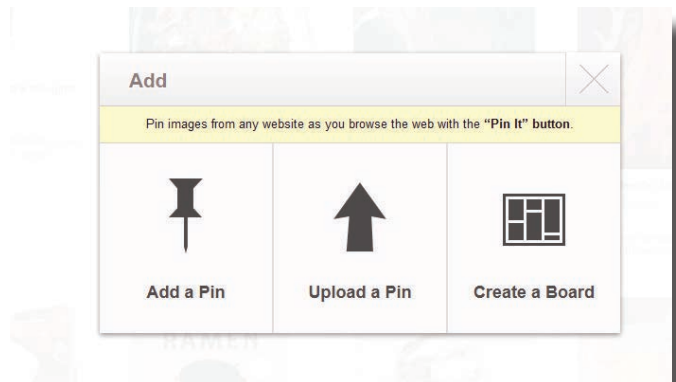 Add
Pin images from any website as you browse the web with the “Pin It” button.
Add a Pin
Upload a Pin
Create a Board
RAMEN